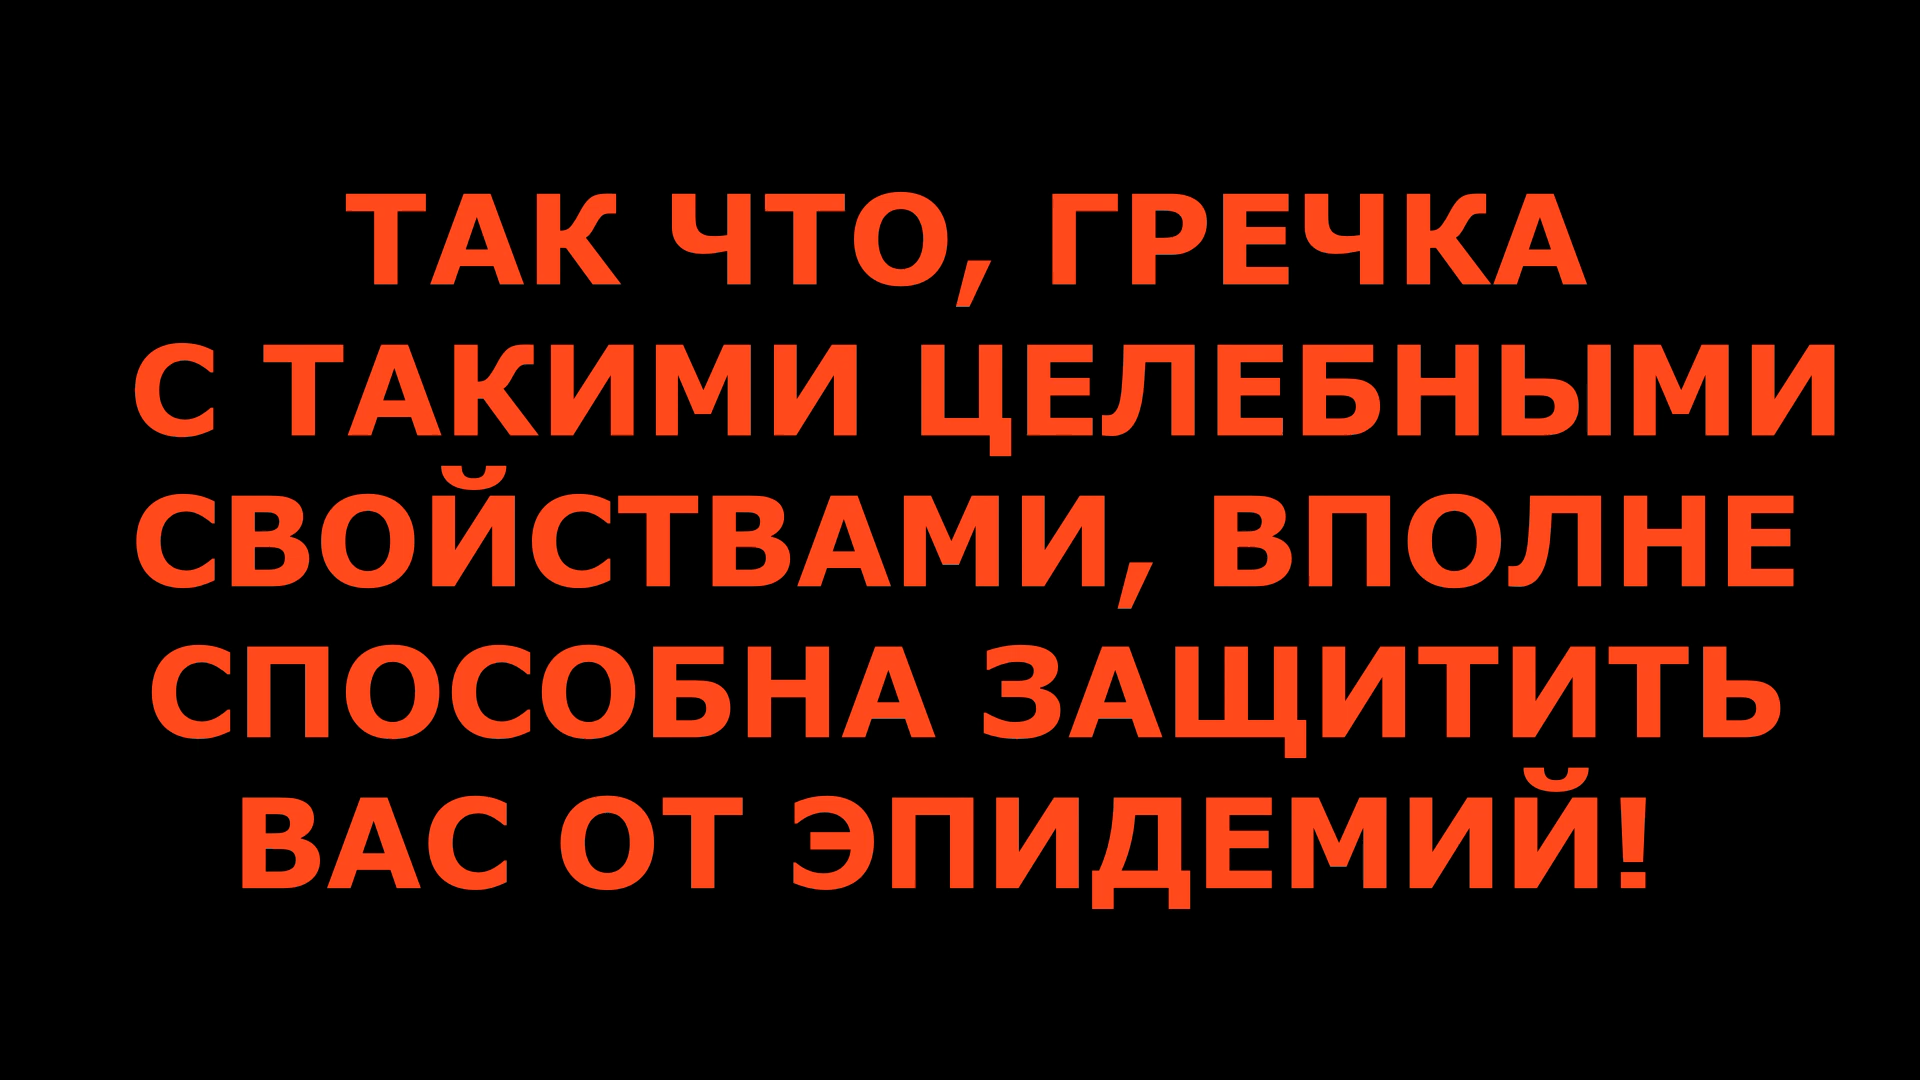 ТАК ЧТО, ГРЕЧКА
С ТАКИМИ ЦЕЛЕБНЫМИ
СВОЙСТВАМИ, ВПОЛНЕ
СПОСОБНА ЗАЩИТИТЬ
ВАС ОТ ЭПИДЕМИЙ!